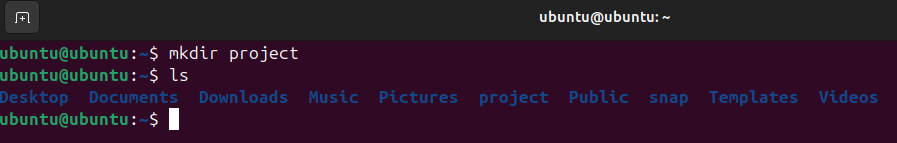 ubuntu@ubuntu: ~
ubuntu@ubuntu:~$ mkdir project
ubuntu@ubuntu:~$ ls
Desktop  Documents  Downloads  Music  Pictures  project  Public  snap  Templates  Videos
ubuntu@ubuntu:~$